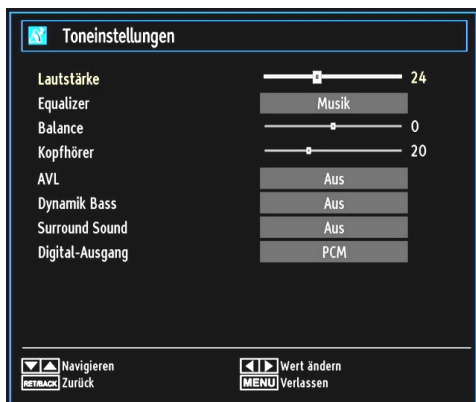 Toneinstellungen
Lautstärke 24
Equalizer Musik
Balance 0
Kopfhörer 20
AVL Aus
Dynamik Bass Aus
Surround Sound Aus
Digital-Ausgang PCM
Navigieren Wert ändern
RET/BACK Zurück MENU Verlassen